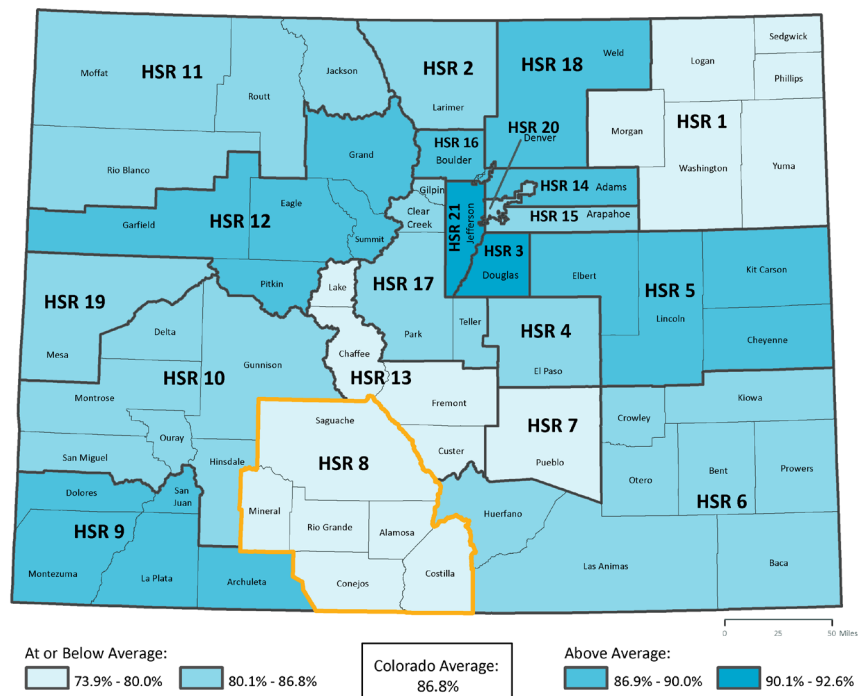 Sedgwick
Weld
HSR 18
Logan
Jackson
HSR 2
Moffat
HSR 11
Phillips
Routt
Larimer
HSR 1
HSR 20
Denver
Morgan
HSR 16
Grand
Boulder
Rio Blanco
Washington
Yuma
Gilpin
HSR 14
Adams
Eagle
Clear
Creek
HSR 15
Arapahoe
Garfield
HSR 12
HSR 21
Jefferson
Summit
HSR 3
Douglas
Elbert
Kit Carson
Pitkin
Lake
HSR 17
HSR 5
HSR 19
Lincoln
Teller
Delta
Park
HSR 4
Cheyenne
Mesa
Chaffee
Gunnison
El Paso
HSR 10
HSR 13
Montrose
Fremont
Kiowa
Saguache
Crowley
HSR 7
Ouray
Custer
San Miguel
Hinsdale
HSR 8
Pueblo
Bent
Prowers
Otero
Dolores
San
Juan
HSR 6
Mineral
Huerfano
Rio Grande
Alamosa
HSR 9
Las Animas
Baca
Montezuma
La Plata
Archuleta
Conejos
Costilla
0 25 50 Miles
At or Below Average:
73.9% - 80.0%
80.1% - 86.8%
Colorado Average:
86.8%
Above Average:
86.9% - 90.0%
90.1% - 92.6%